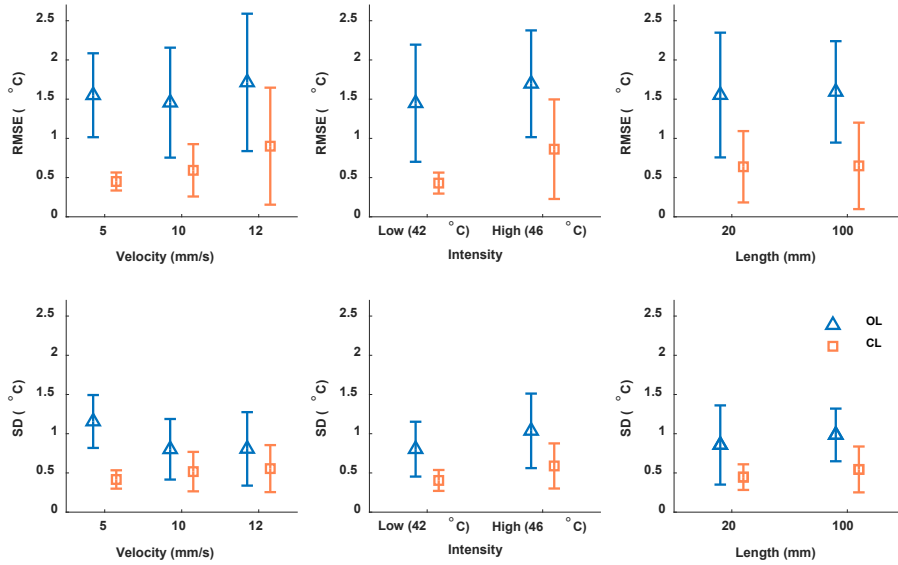 2.5
2
1.5
1
0.5
0
RMSE ( °C)
5 10 12
Velocity (mm/s)
2.5
2
1.5
1
0.5
0
RMSE ( °C)
Low (42 °C) High (46 °C)
Intensity
2.5
2
1.5
1
0.5
0
RMSE ( °C)
20 100
Length (mm)
2.5
2
1.5
1
0.5
0
SD ( °C)
5 10 12
Velocity (mm/s)
2.5
2
1.5
1
0.5
0
SD ( °C)
Low (42 °C) High (46 °C)
Intensity
2.5
2
1.5
1
0.5
0
SD ( °C)
20 100
Length (mm)
OL
CL